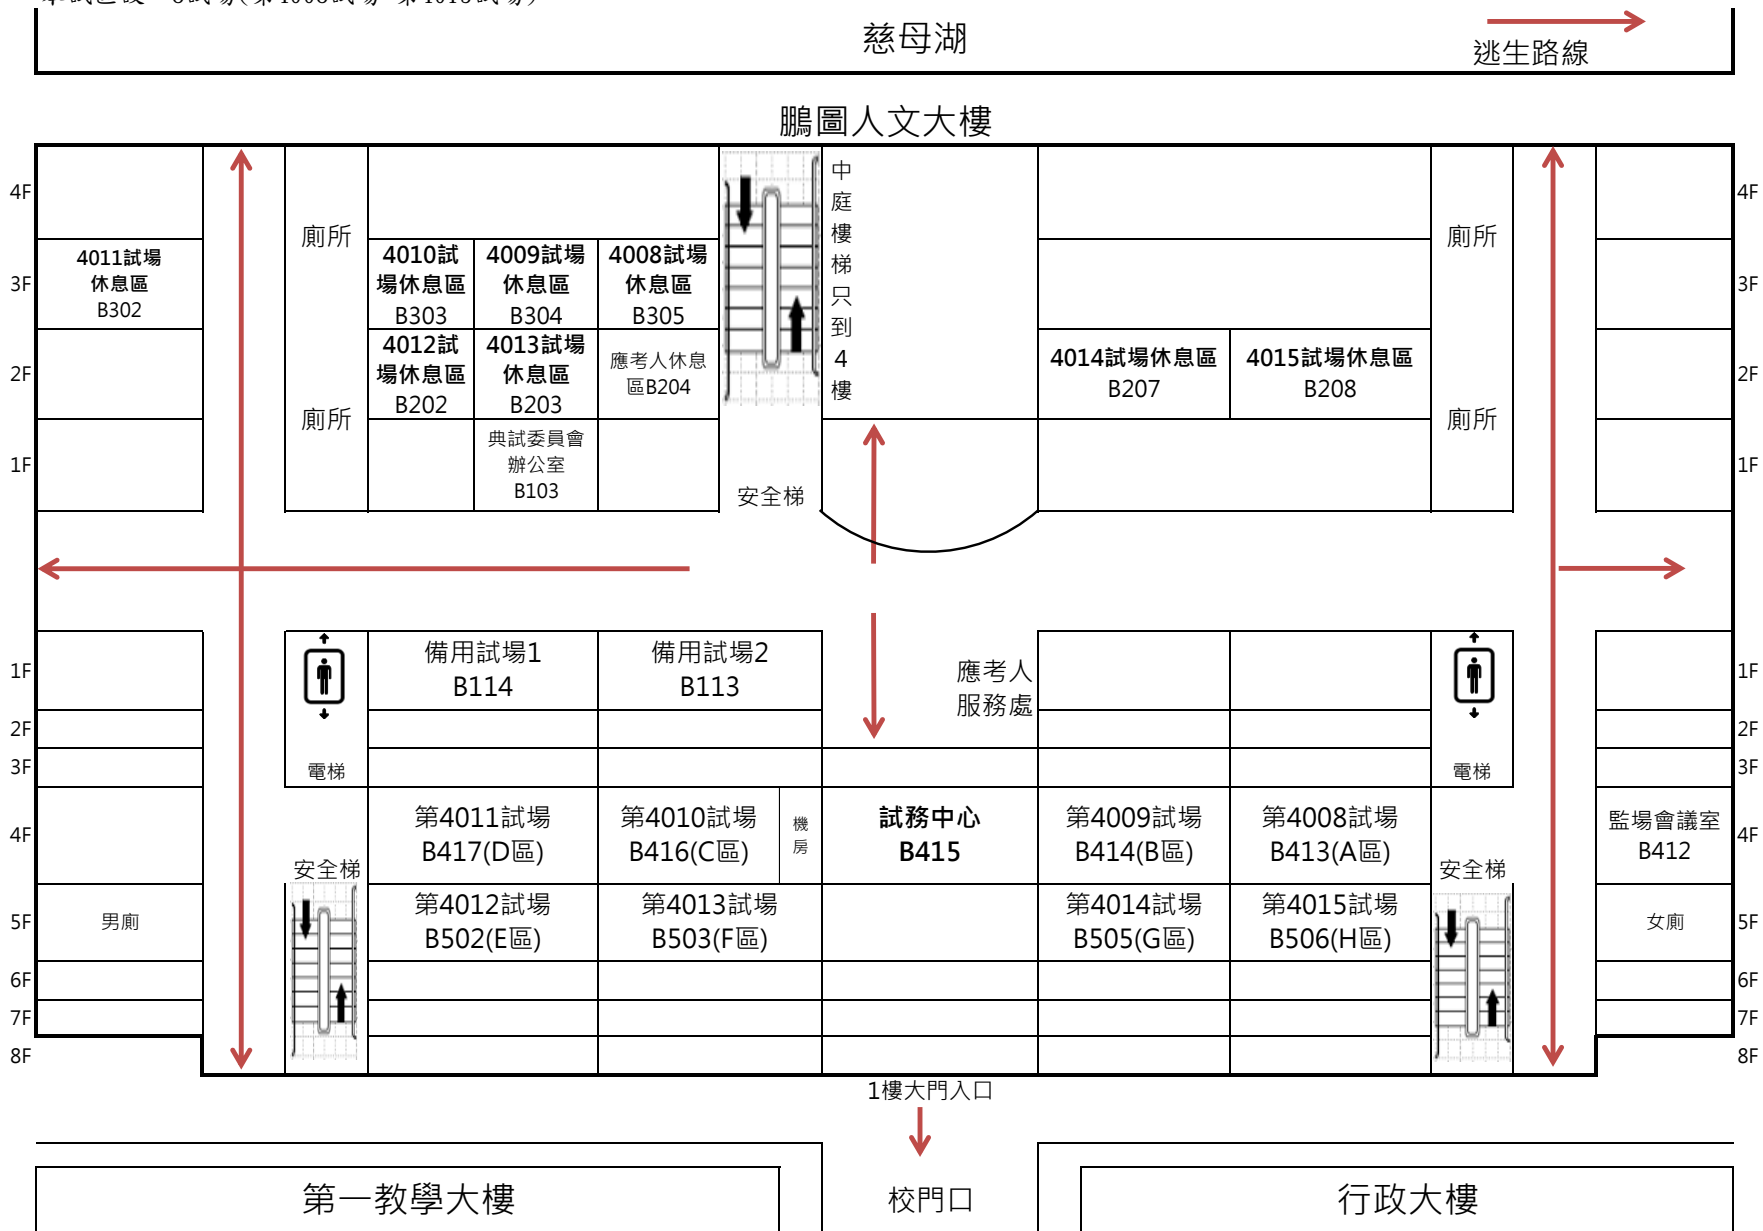 慈母湖
逃生路線
鵬圖人文大樓
4F
廁所
中庭樓梯只到4樓
廁所
4F
3F
4011試場
休息區
B302
4010試
場休息區
B303
4009試場
休息區
B304
4008試場
休息區
B305
3F
2F
4012試
場休息區
B202
4013試場
休息區
B203
應考人休息
區B204
4014試場休息區
B207
4015試場休息區
B208
2F
1F
廁所
典試委員會
辦公室
B103
安全梯
廁所
1F
1F
備用試場1
B114
備用試場2
B113
應考人
服務處
1F
2F
2F
3F
電梯
電梯
3F
4F
安全梯
第4011試場
B417(D區)
第4010試場
B416(C區)
機房
試務中心
B415
第4009試場
B414(B區)
第4008試場
B413(A區)
安全梯
監場會議室
B412
4F
5F
男廁
第4012試場
B502(E區)
第4013試場
B503(F區)
第4014試場
B505(G區)
第4015試場
B506(H區)
女廁
5F
6F
6F
7F
7F
8F
8F
1樓大門入口
第一教學大樓
校門口
行政大樓